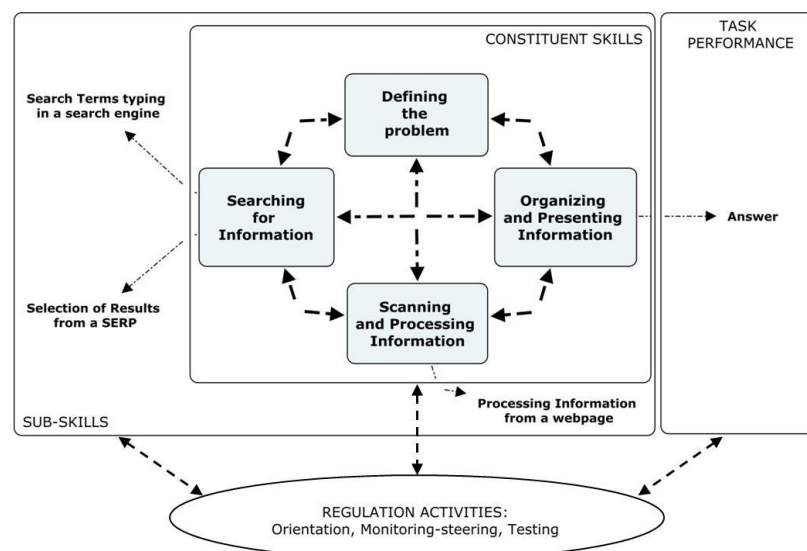 TASK
PERFORMANCE
CONSTITUENT SKILLS
Search Terms typing
in a search engine
Defining
the
problem
Searching
for
Information
Organizing
and Presenting
Information
Answer
Selection of Results
from a SERP
Scanning
and Processing
Information
Processing Information
from a webpage
SUB-SKILLS
REGULATION ACTIVITIES:
Orientation, Monitoring-steering, Testing